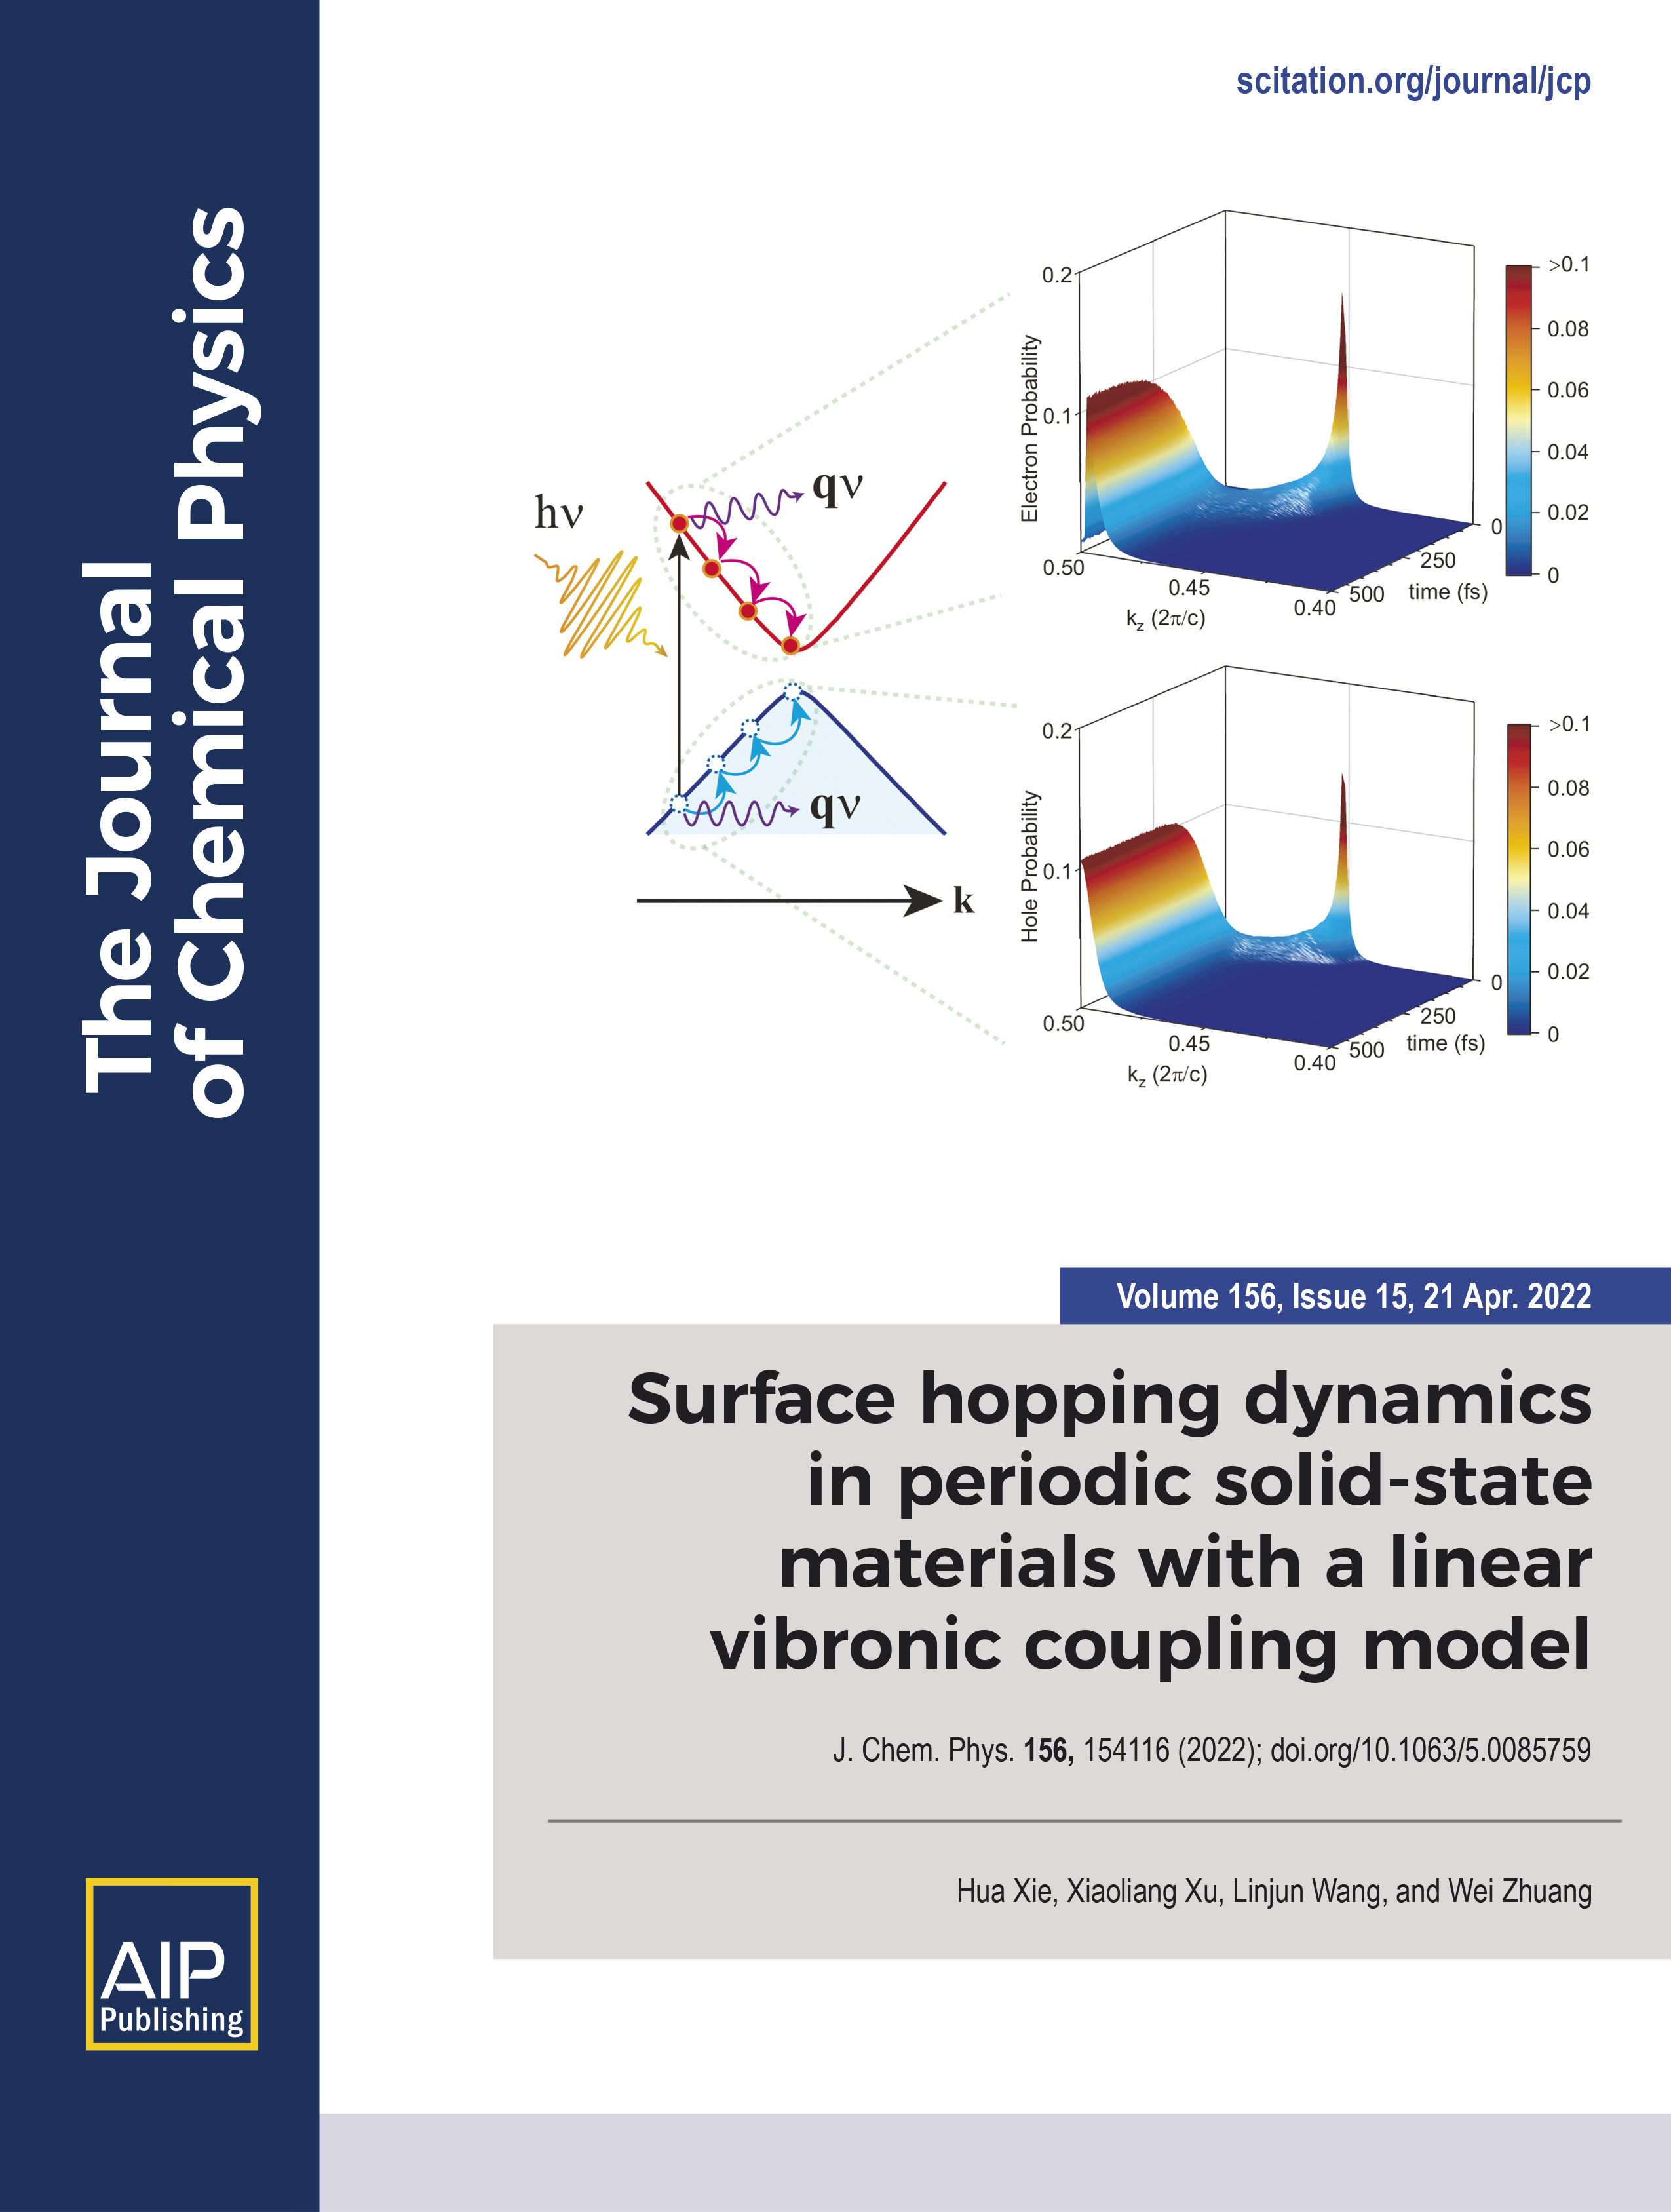 scitation.org/journal/jcp
The Journal
of Chemical Physics
hν
qν
qν
k
0.2
0.1
Electron Probability
0.50
0.45
0.40
kz (2π/c)
500
250
0
time (fs)
>0.1
0.08
0.06
0.04
0.02
0
0.2
0.1
Hole Probability
0.50
0.45
0.40
kz (2π/c)
500
250
0
time (fs)
>0.1
0.08
0.06
0.04
0.02
0
Volume 156, Issue 15, 21 Apr. 2022
Surface hopping dynamics
in periodic solid-state
materials with a linear
vibronic coupling model
J. Chem. Phys. 156, 154116 (2022); doi.org/10.1063/5.0085759
Hua Xie, Xiaoliang Xu, Linjun Wang, and Wei Zhuang
AIP
Publishing